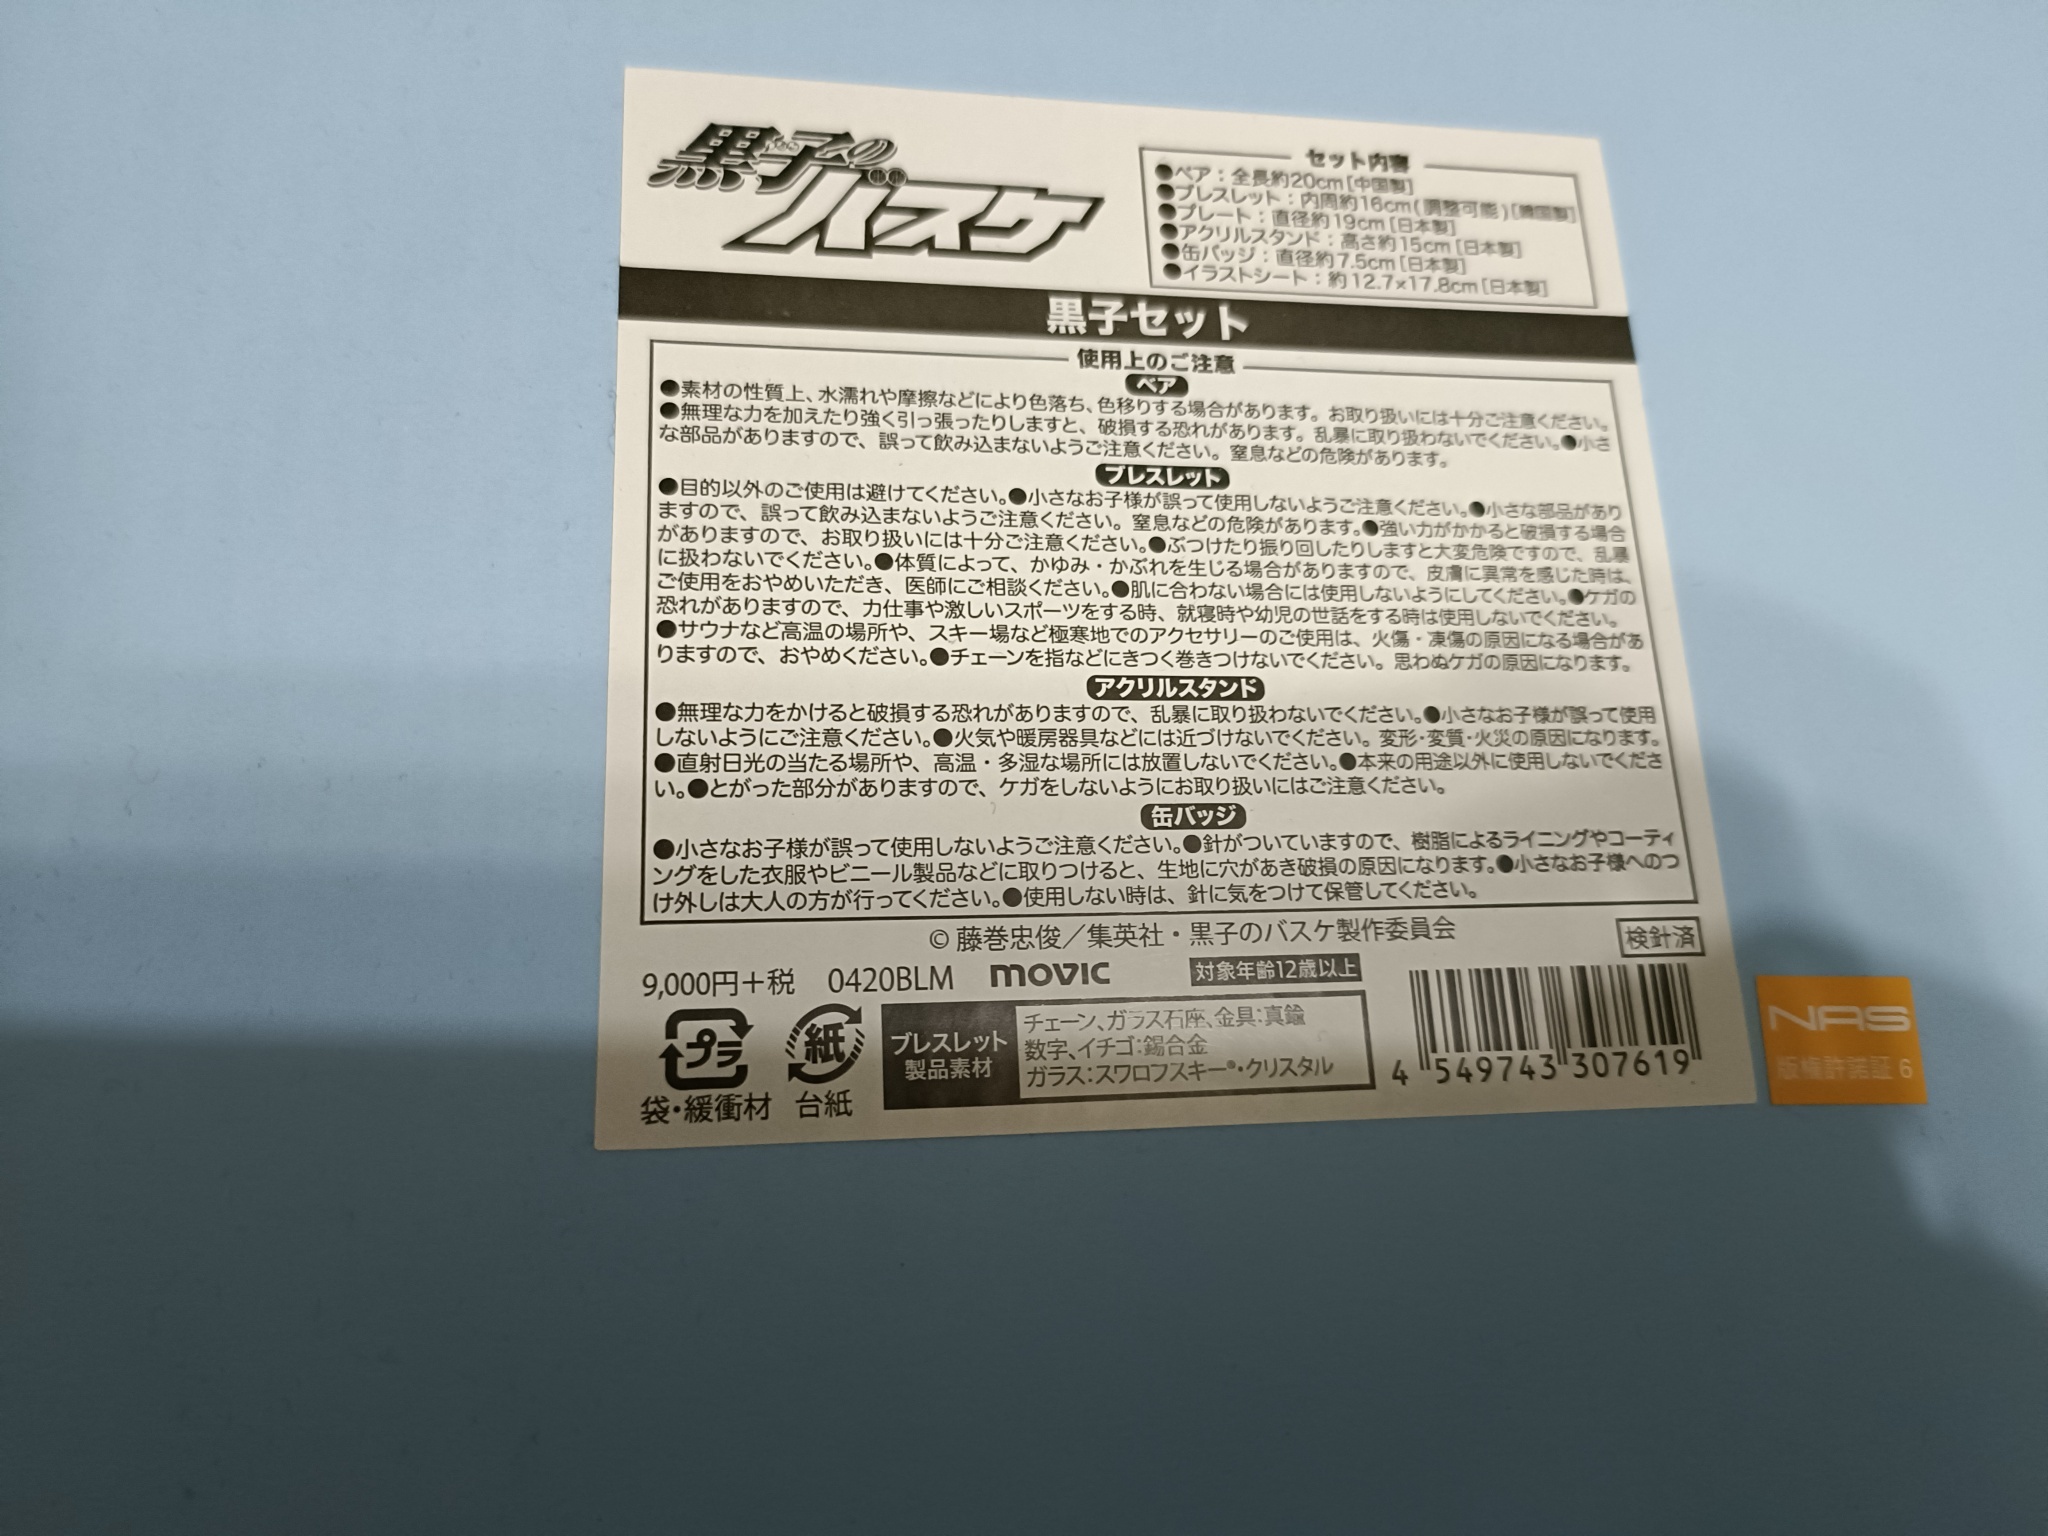 黒子のバスケ
セット内容
●ベア：全長約20cm[中国製]
●ブレスレット：内周約16cm(調整可能)[韓国製]
●プレート：直径約19cm[日本製]
●アクリルスタンド：高さ約15cm[日本製]
●缶バッジ：直径約7.5cm[日本製]
●イラストシート：約12.7×17.8cm[日本製]
黒子セット
使用上のご注意
ベア
●素材の性質上、水濡れや摩擦などにより色落ち、色移りする場合があります。お取り扱いには十分ご注意ください。
●無理な力を加えたり強く引っ張ったりしますと、破損する恐れがあります。乱暴に取り扱わないでください。●小さ
な部品がありますので、誤って飲み込まないようご注意ください。窒息などの危険があります。
ブレスレット
●目的以外のご使用は避けてください。●小さなお子様が誤って使用しないようご注意ください。●小さな部品があり
ますので、誤って飲み込まないようご注意ください。窒息などの危険があります。●強い力がかかると破損する場合
がありますので、お取り扱いには十分ご注意ください。●ぶつけたり振り回したりしますと大変危険ですので、乱暴
に扱わないでください。●体質によって、かゆみ・かぶれを生じる場合がありますので、皮膚に異常を感じた時は、
ご使用をおやめいただき、医師にご相談ください。●肌に合わない場合には使用しないようにしてください。●ケガの
恐れがありますので、力仕事や激しいスポーツをする時、就寝時や幼児の世話をする時は使用しないでください。
●サウナなど高温の場所や、スキー場など極寒地でのアクセサリーのご使用は、火傷・凍傷の原因になる場合があ
りますので、おやめください。●チェーンを指などにきつく巻きつけないでください。思わぬケガの原因になります。
アクリルスタンド
●無理な力をかけると破損する恐れがありますので、乱暴に取り扱わないでください。●小さなお子様が誤って使用
しないようにご注意ください。●火気や暖房器具などには近づけないでください。変形・変質・火災の原因になります。
●直射日光の当たる場所や、高温・多湿な場所には放置しないでください。●本来の用途以外に使用しないでくださ
い。●とがった部分がありますので、ケガをしないようにお取り扱いにはご注意ください。
缶バッジ
●小さなお子様が誤って使用しないようご注意ください。●針がついていますので、樹脂によるライニングやコーティ
ングをした衣服やビニール製品などに取りつけると、生地に穴があき破損の原因になります。●小さなお子様へのつ
け外しは大人の方が行ってください。●使用しない時は、針に気をつけて保管してください。
© 藤巻忠俊／集英社・黒子のバスケ製作委員会
検針済
9,000円＋税 0420BLM movic 対象年齢12歳以上
プラ
袋・緩衝材
紙
台紙
ブレスレット
製品素材
チェーン、ガラス石座、金具：真鍮
数字、イチゴ：錫合金
ガラス：スワロフスキー®・クリスタル
4 549743 307619
NAS
版権許諾証 6